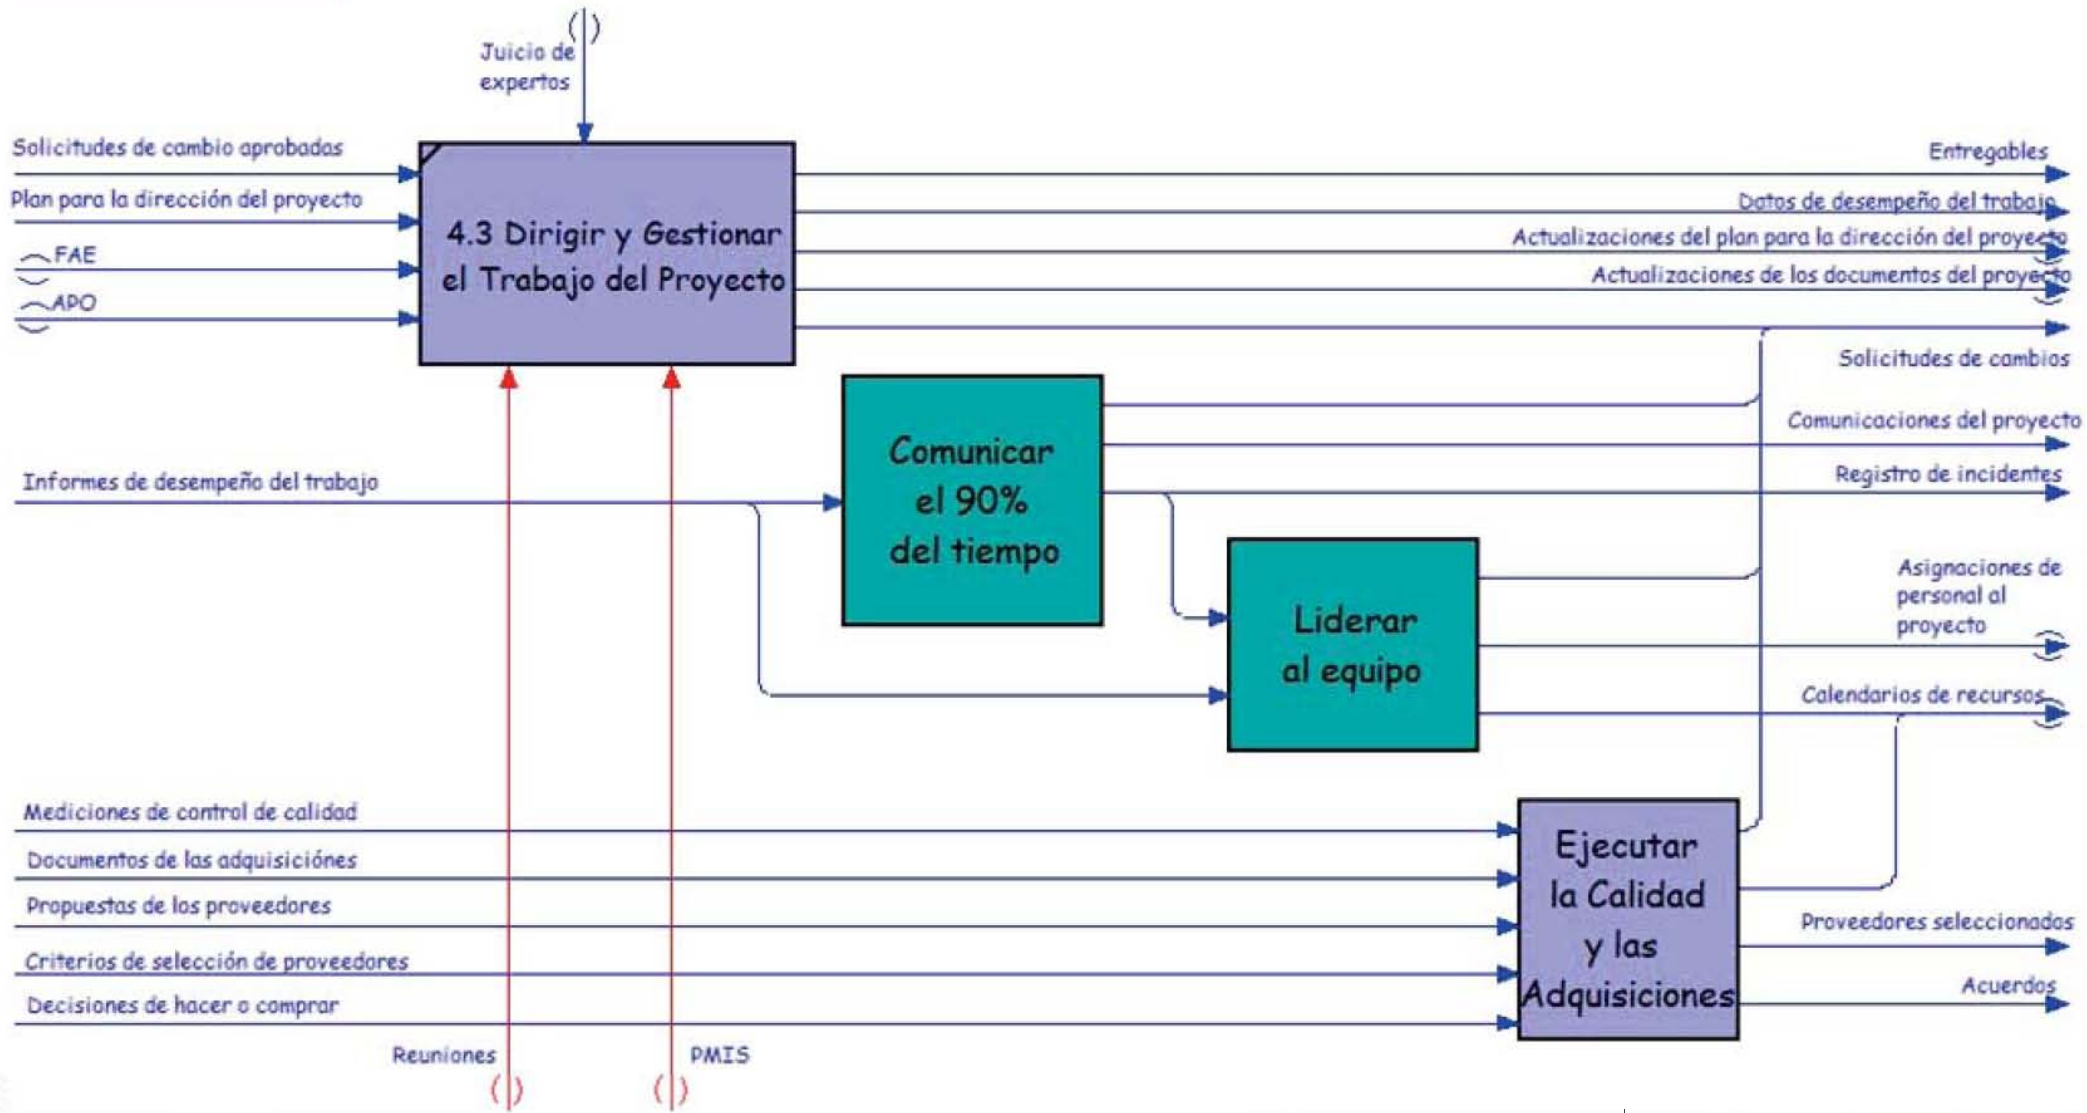 Juicio de
expertos
Solicitudes de cambio aprobadas
Plan para la dirección del proyecto
FAE
APO
4.3 Dirigir y Gestionar
el Trabajo del Proyecto
Entregables
Datos de desempeño del trabajo
Actualizaciones del plan para la dirección del proyecto
Actualizaciones de los documentos del proyecto
Solicitudes de cambios
Comunicar
el 90%
del tiempo
Comunicaciones del proyecto
Registro de incidentes
Informes de desempeño del trabajo
Liderar
al equipo
Asignaciones de
personal al
proyecto
Calendarios de recursos
Mediciones de control de calidad
Documentos de las adquisiciónes
Propuestas de los proveedores
Criterios de selección de proveedores
Decisiones de hacer o comprar
Ejecutar
la Calidad
y las
Adquisiciones
Proveedores seleccionados
Acuerdos
Reuniones
PMIS